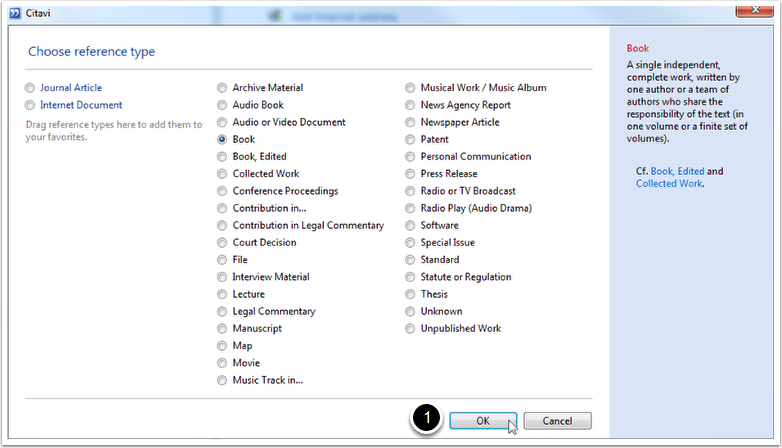 Citavi
Add Internet address
Choose reference type
Journal Article
Internet Document
Drag reference types here to add them to
your favorites.
Archive Material
Audio Book
Audio or Video Document
Book
Book, Edited
Collected Work
Conference Proceedings
Contribution in...
Contribution in Legal Commentary
Court Decision
File
Interview Material
Lecture
Legal Commentary
Manuscript
Map
Movie
Music Track in...
Musical Work / Music Album
News Agency Report
Newspaper Article
Patent
Personal Communication
Press Release
Radio or TV Broadcast
Radio Play (Audio Drama)
Software
Special Issue
Standard
Statute or Regulation
Thesis
Unknown
Unpublished Work
Book
A single independent,
complete work, written by
one author or a team of
authors who share the
responsibility of the text (in
one volume or a finite set of
volumes).
Cf. Book, Edited and
Collected Work.
1
OK
Cancel